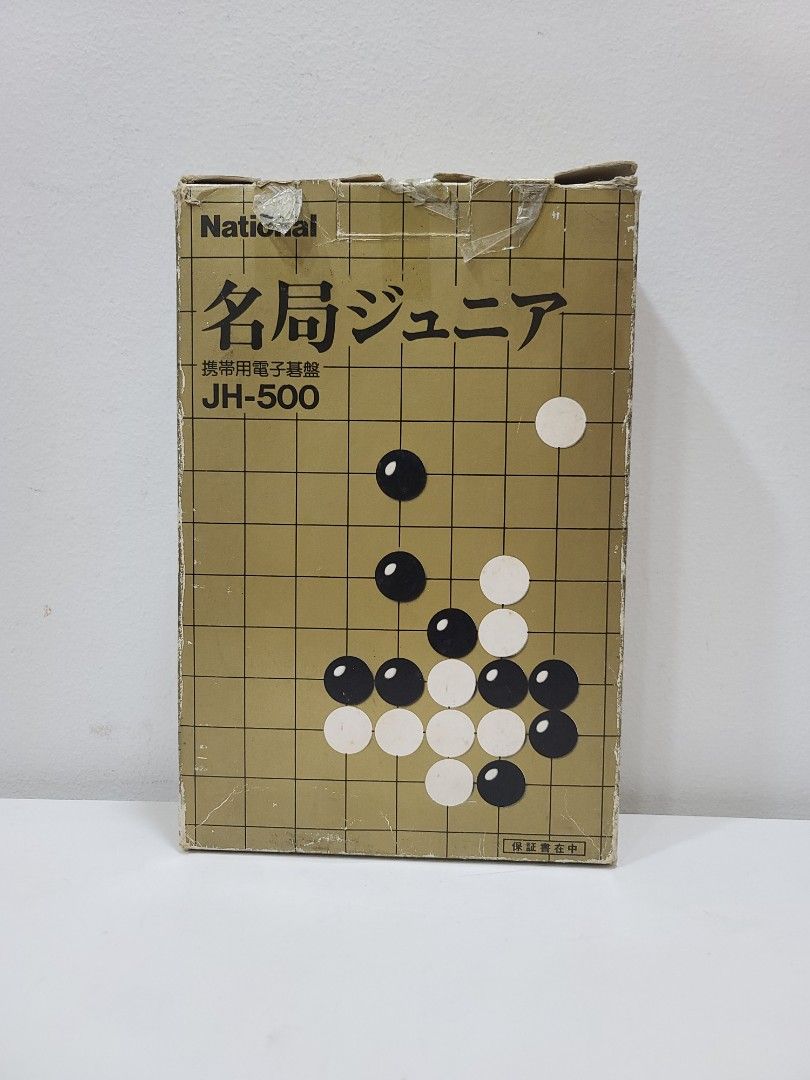 National
名局ジュニア
携帯用電子碁盤
JH-500
保証書在中